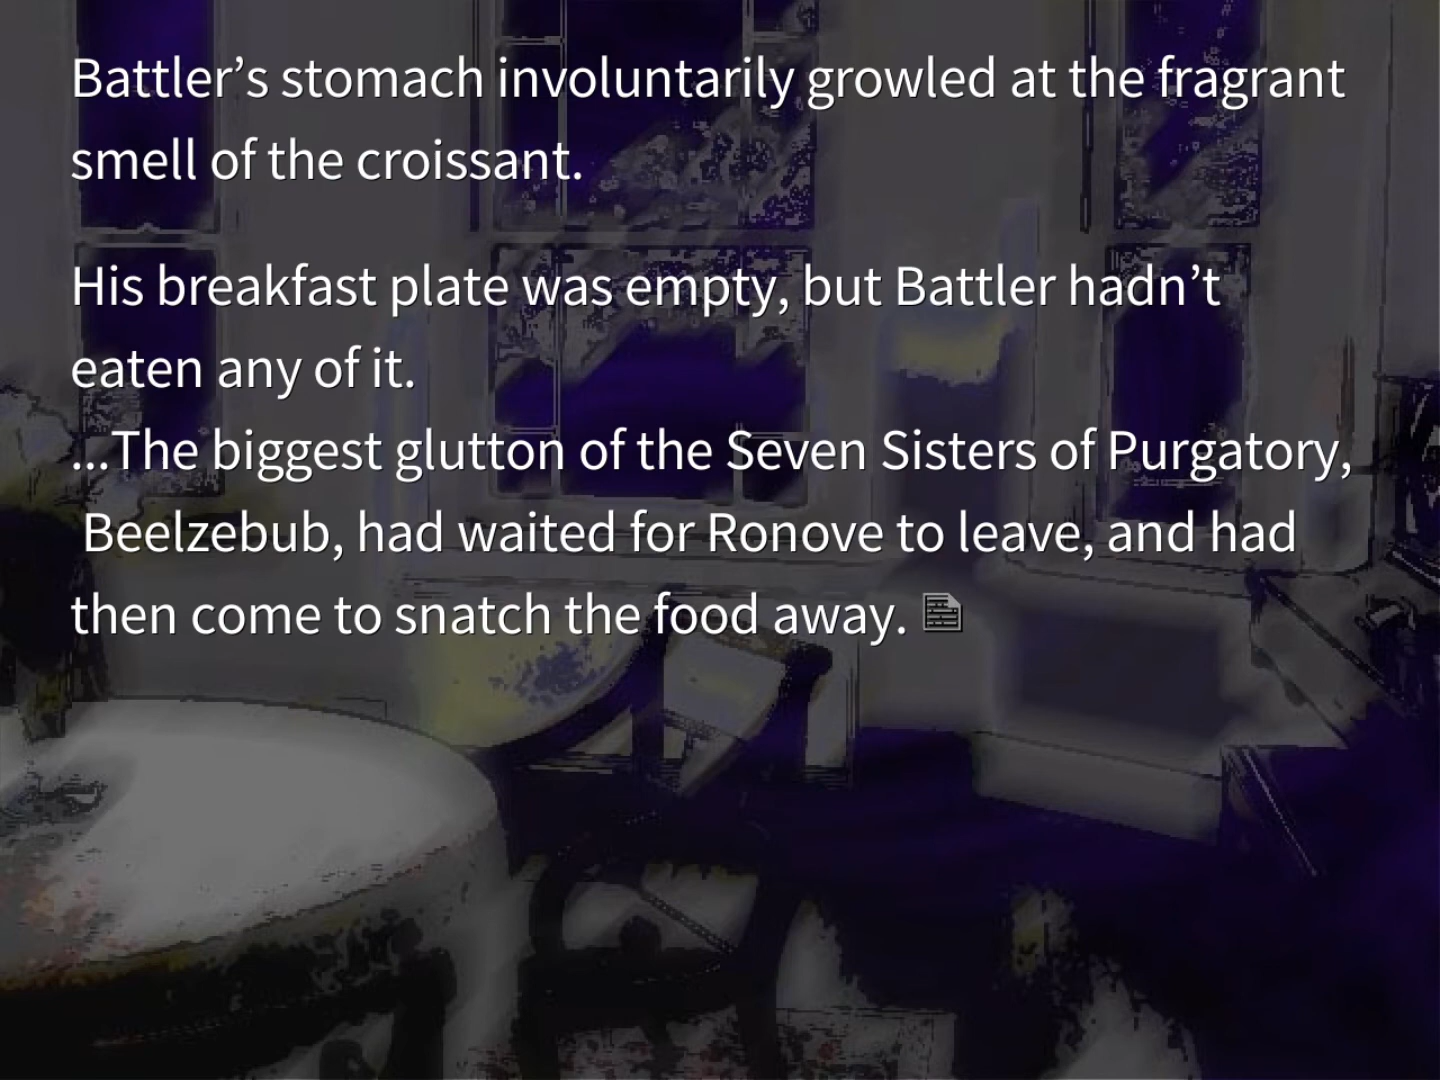 Battler’s stomach involuntarily growled at the fragrant
smell of the croissant.
His breakfast plate was empty, but Battler hadn’t
eaten any of it.
...The biggest glutton of the Seven Sisters of Purgatory,
Beelzebub, had waited for Ronove to leave, and had
then come to snatch the food away.